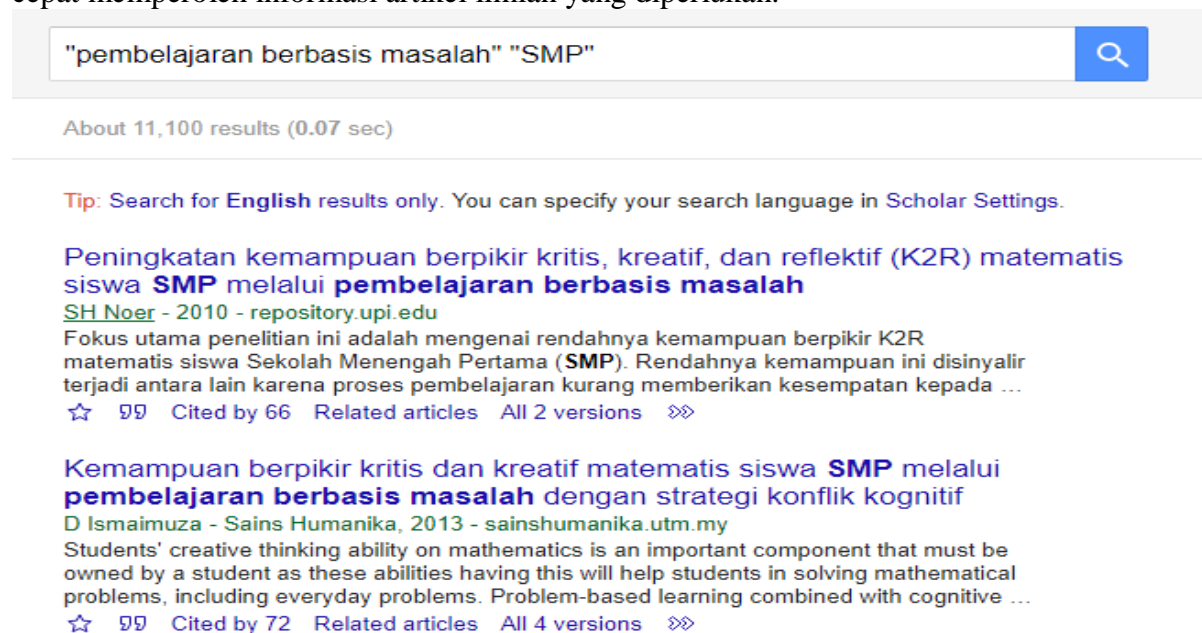 cepat memperoleh informasi artikel ilmiah yang diperlukan.
"pembelajaran berbasis masalah" "SMP"
About 11,100 results (0.07 sec)
Tip: Search for English results only. You can specify your search language in Scholar Settings.
Peningkatan kemampuan berpikir kritis, kreatif, dan reflektif (K2R) matematis
siswa SMP melalui pembelajaran berbasis masalah
SH Noer - 2010 - repository.upi.edu
Fokus utama penelitian ini adalah mengenai rendahnya kemampuan berpikir K2R
matematis siswa Sekolah Menengah Pertama (SMP). Rendahnya kemampuan ini disinyalir
terjadi antara lain karena proses pembelajaran kurang memberikan kesempatan kepada ...
Cited by 66 Related articles All 2 versions
Kemampuan berpikir kritis dan kreatif matematis siswa SMP melalui
pembelajaran berbasis masalah dengan strategi konflik kognitif
D Ismaimuza - Sains Humanika, 2013 - sainshumanika.utm.my
Students' creative thinking ability on mathematics is an important component that must be
owned by a student as these abilities having this will help students in solving mathematical
problems, including everyday problems. Problem-based learning combined with cognitive ...
Cited by 72 Related articles All 4 versions